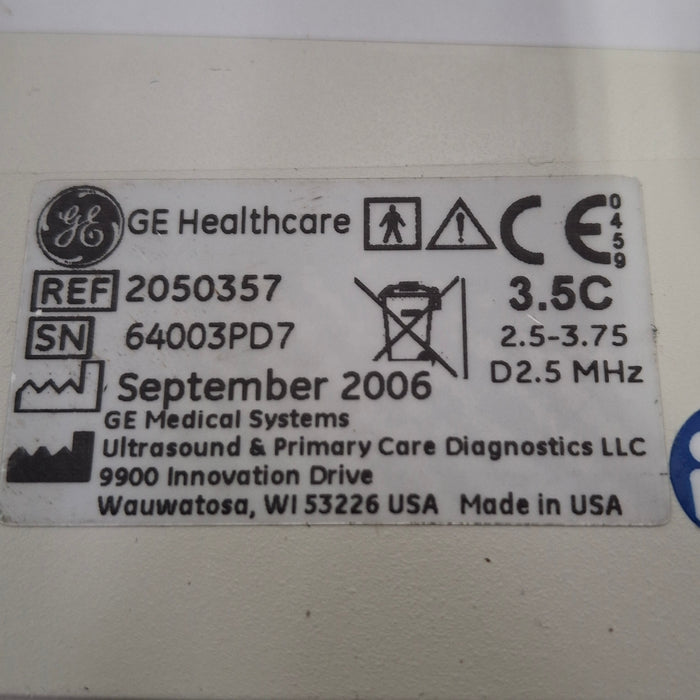 GE GE Healthcare CE 0459
REF 2050357 3.5C
SN 64003PD7 2.5-3.75
September 2006 D2.5 MHz
GE Medical Systems
Ultrasound & Primary Care Diagnostics LLC
9900 Innovation Drive
Wauwatosa, WI 53226 USA Made in USA